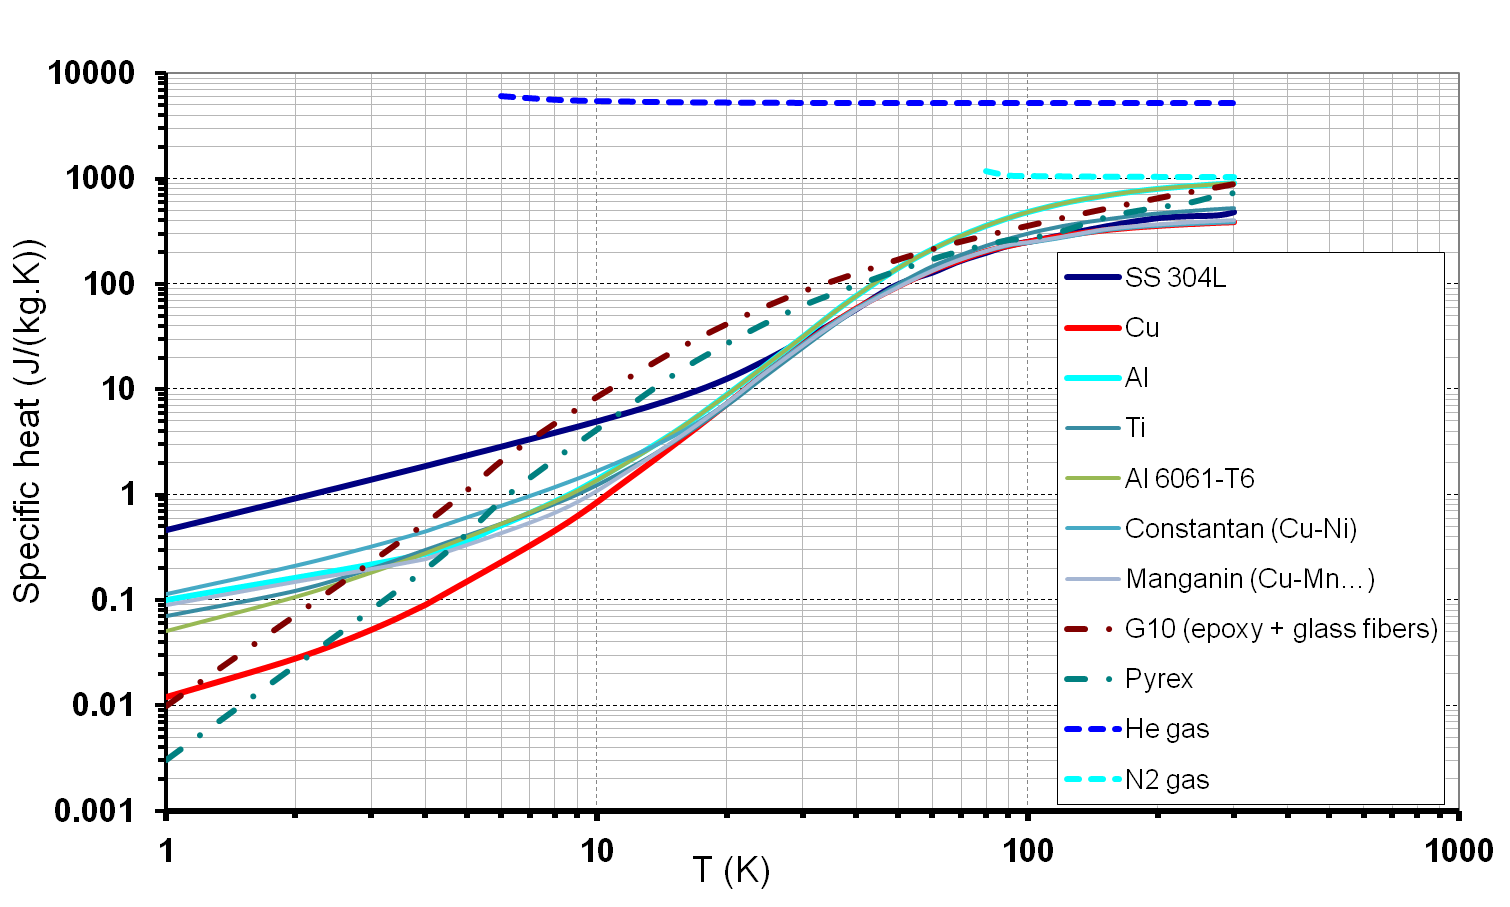 Specific heat (J/(kg.K))
10000
1000
100
10
1
0.1
0.01
0.001
1
10
100
1000
T (K)
SS 304L
Cu
Al
Ti
Al 6061-T6
Constantan (Cu-Ni)
Manganin (Cu-Mn...)
G10 (epoxy + glass fibers)
Pyrex
He gas
N2 gas